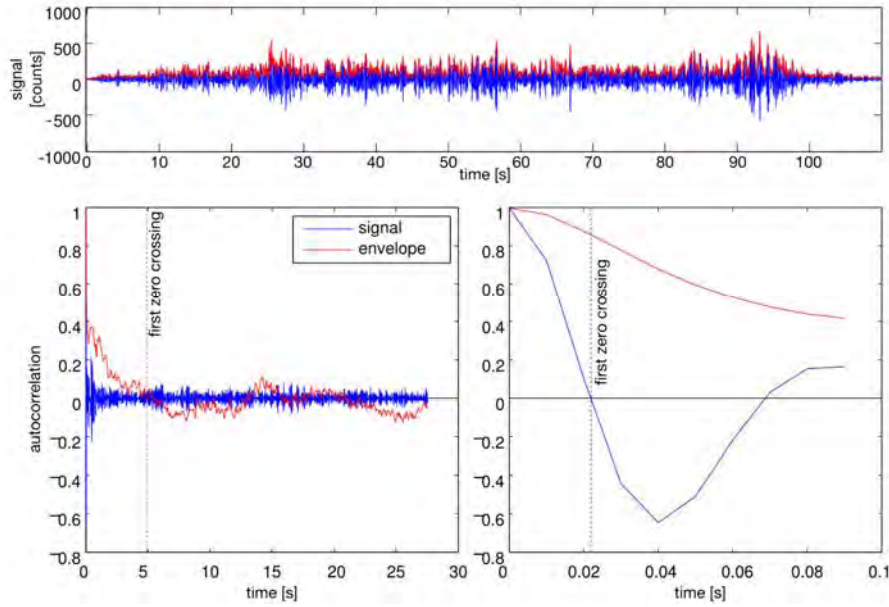 1000
500
0
-500
-1000
signal
[counts]
0 10 20 30 40 50 60 70 80 90 100
time [s]
1
0.8
0.6
0.4
0.2
0
−0.2
−0.4
−0.6
−0.8
autocorrelation
first zero crossing
signal
envelope
0 5 10 15 20 25 30
time [s]
1
0.8
0.6
0.4
0.2
0
−0.2
−0.4
−0.6
−0.8
first zero crossing
0 0.02 0.04 0.06 0.08 0.1
time [s]